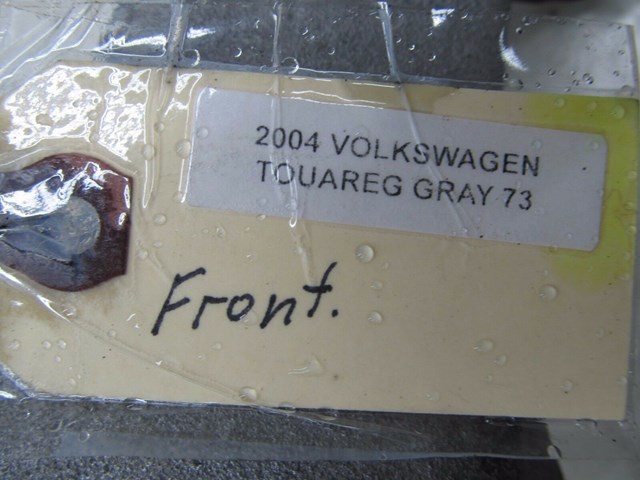 2004 VOLKSWAGEN
TOUAREG GRAY 73
Front.